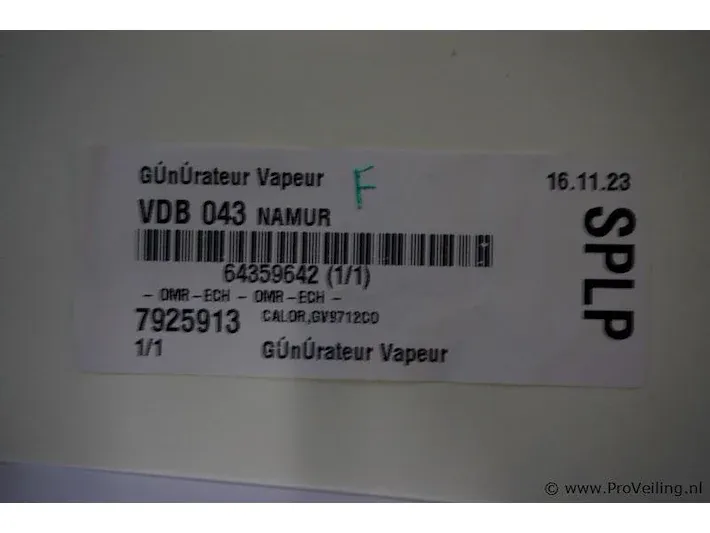 GÚnÚrateur Vapeur F 16.11.23
VDB 043 NAMUR
64359642 (1/1)
- DMR-ECH - DMR-ECH -
7925913 CALOR,GV9712C0
1/1 GÚnÚrateur Vapeur
SPLP
© www.ProVeiling.nl